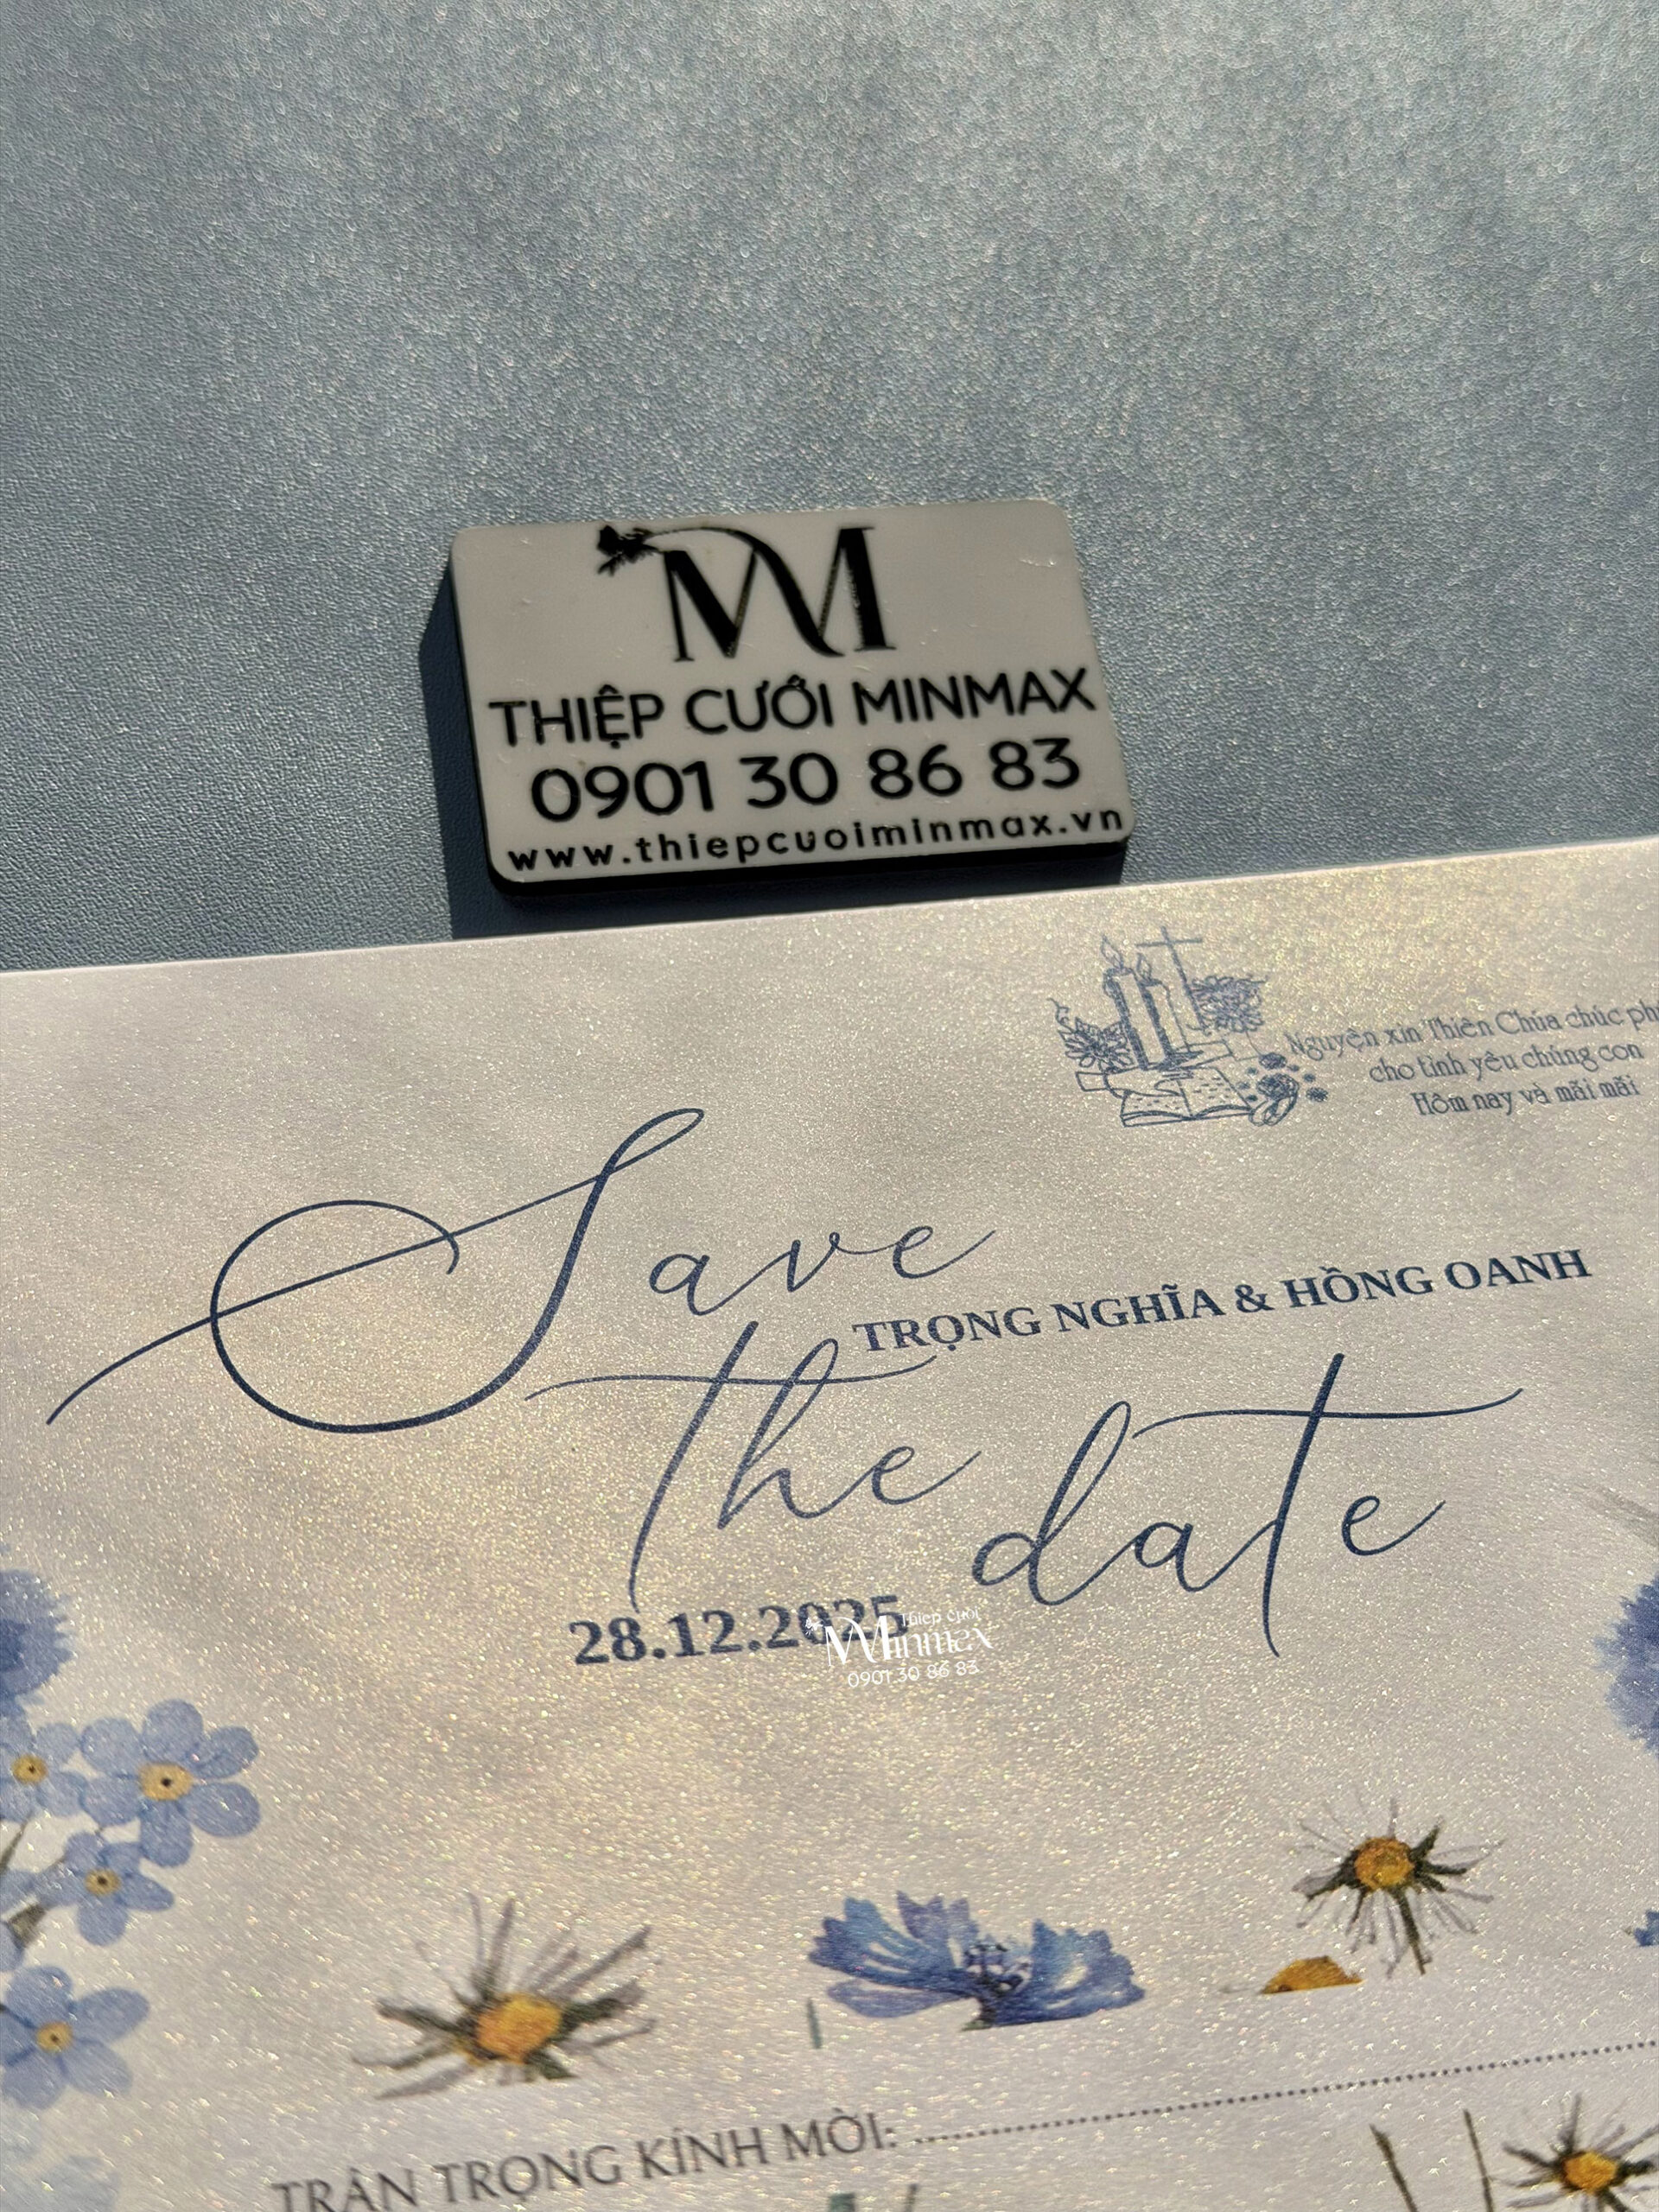 THIỆP CƯỚI MINMAX
0901 30 86 83
www.thiepcuoiminmax.vn
Nguyện xin Thiên Chúa chúc
cho tình yêu chúng con
Hôm nay và mãi mãi
Save
TRỌNG NGHĨA & HỒNG OANH
the
date
28.12.2025
Thiệp cưới
Minmax
0901 30 86 83
TRÂN TRỌNG KÍNH MỜI: